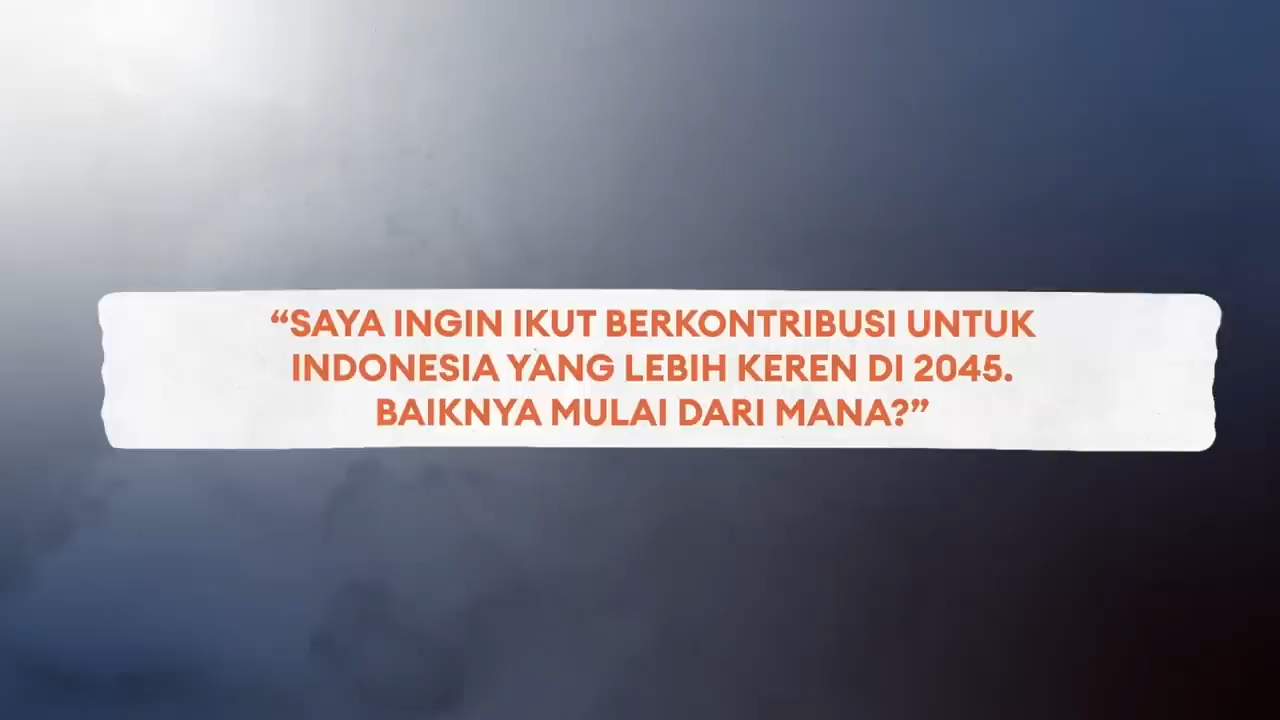 “SAYA INGIN IKUT BERKONTRIBUSI UNTUK
INDONESIA YANG LEBIH KEREN DI 2045.
BAIKNYA MULAI DARI MANA?”